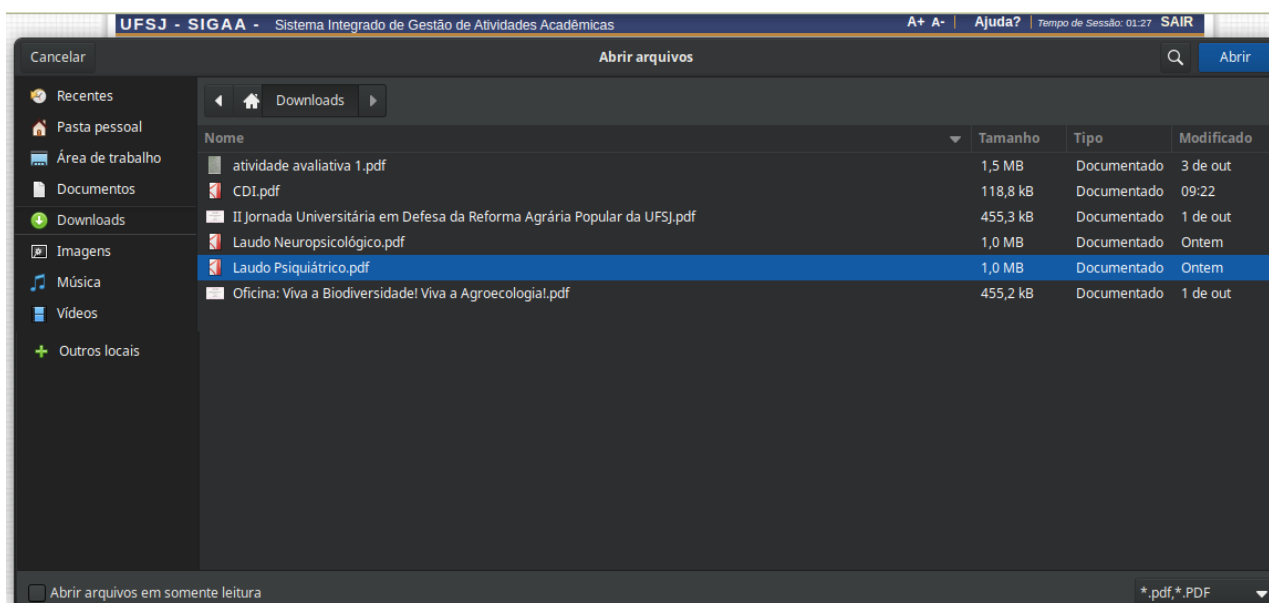 UFSJ - SIGAA - Sistema Integrado de Gestão de Atividades Acadêmicas A+ A- | Ajuda? | Tempo de Sessão: 01:27 SAIR
Cancelar Abrir arquivos Abrir
Recentes
Pasta pessoal
Área de trabalho
Documentos
Downloads
Imagens
Música
Vídeos
Outros locais
Downloads
Nome Tamanho Tipo Modificado
atividade avaliativa 1.pdf 1,5 MB Documentado 3 de out
CDI.pdf 118,8 kB Documentado 09:22
II Jornada Universitária em Defesa da Reforma Agrária Popular da UFSJ.pdf 455,3 kB Documentado 1 de out
Laudo Neuropsicológico.pdf 1,0 MB Documentado Ontem
Laudo Psiquiátrico.pdf 1,0 MB Documentado Ontem
Oficina: Viva a Biodiversidade! Viva a Agroecologia!.pdf 455,2 kB Documentado 1 de out
Abrir arquivos em somente leitura *.pdf,*.PDF